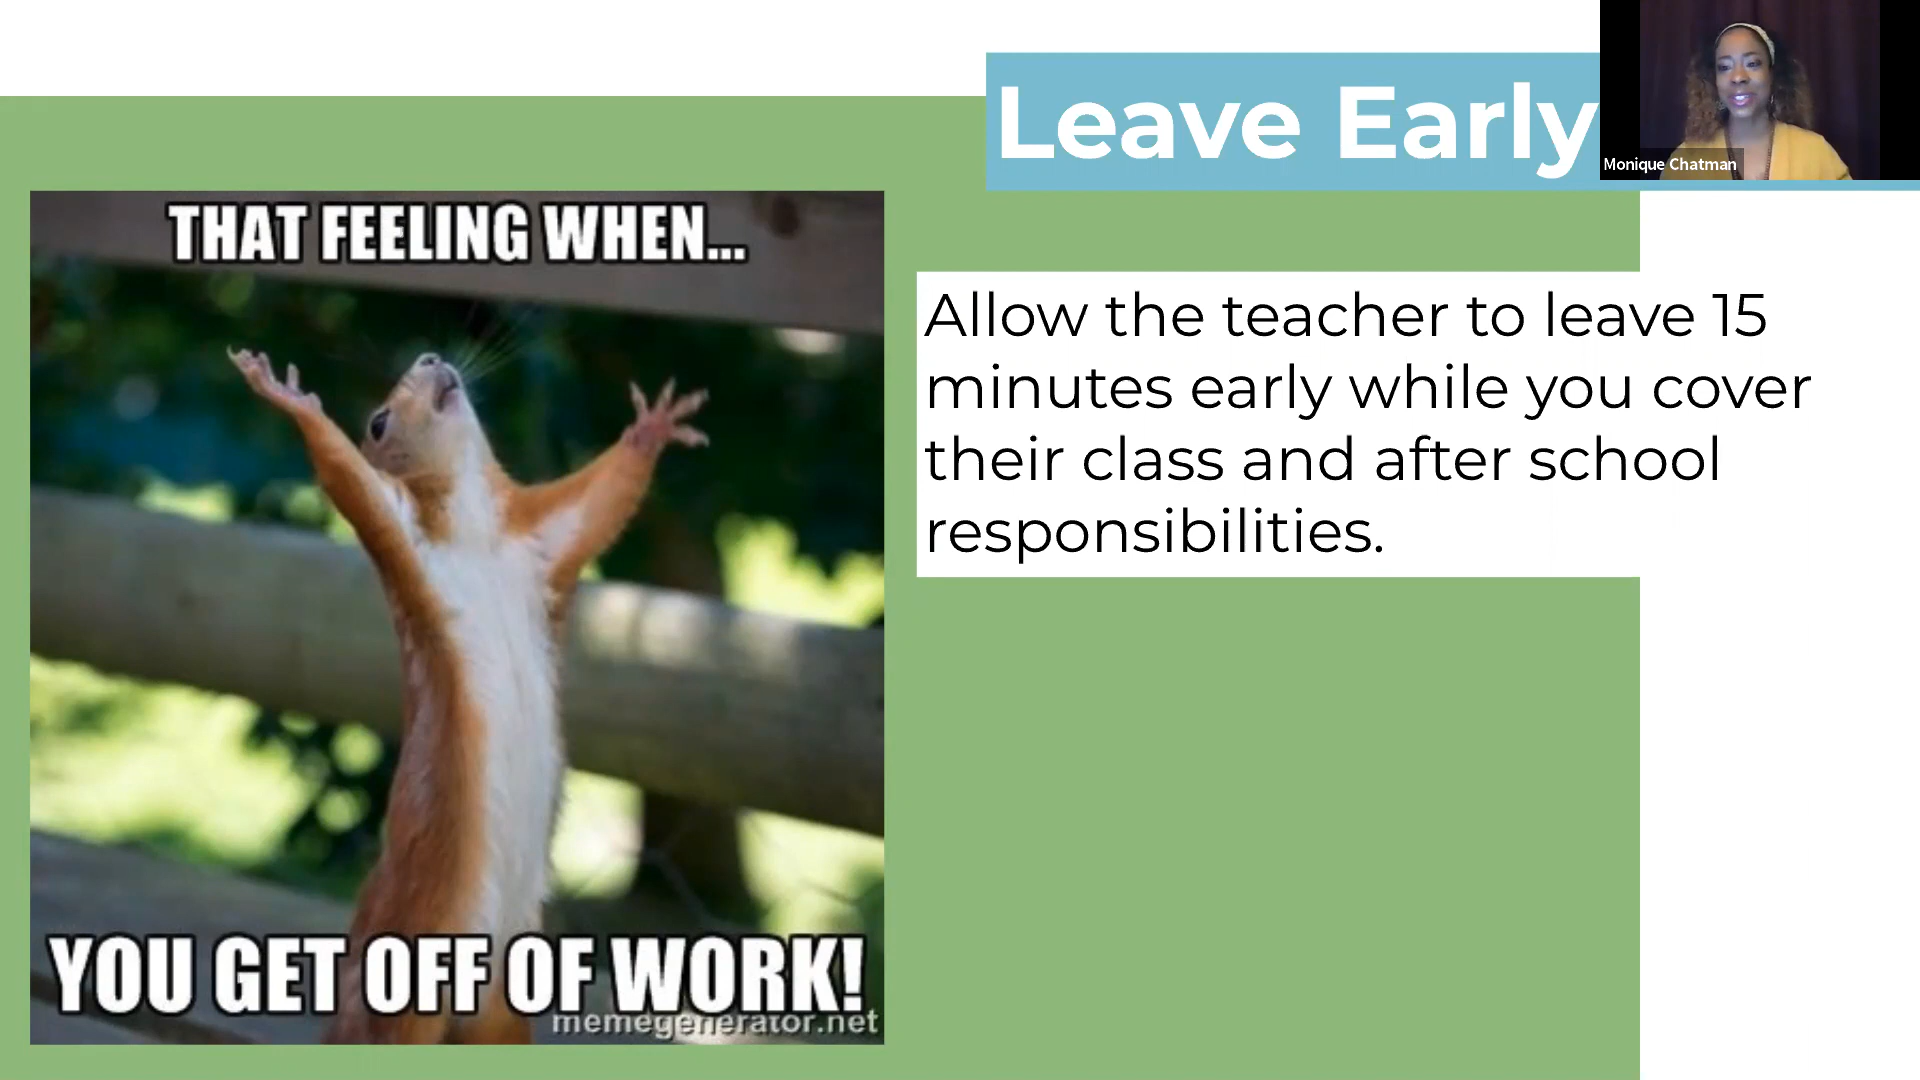 Leave Early
Monique Chatman
THAT FEELING WHEN...
Allow the teacher to leave 15
minutes early while you cover
their class and after school
responsibilities.
YOU GET OFF OF WORK!
memegenerator.net